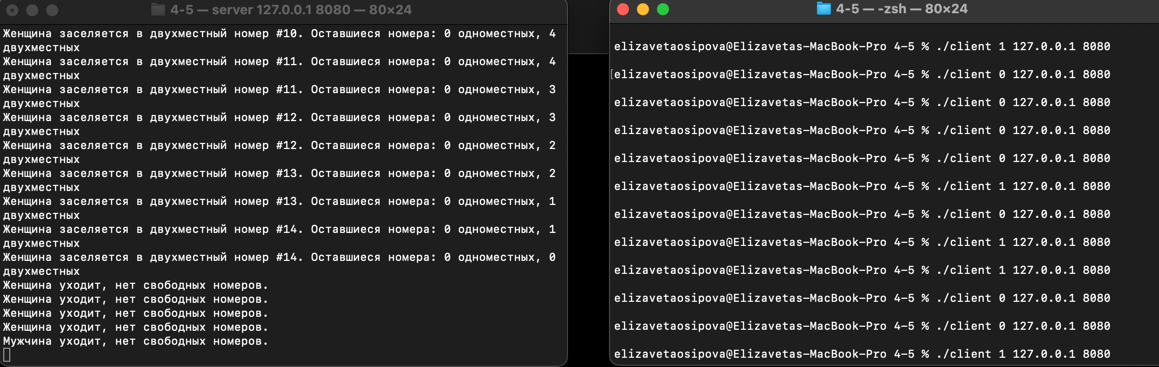 4-5 — server 127.0.0.1 8080 — 80×24
Женщина заселяется в двухместный номер #10. Оставшиеся номера: 0 одноместных, 4
двухместных
Женщина заселяется в двухместный номер #11. Оставшиеся номера: 0 одноместных, 4
двухместных
Женщина заселяется в двухместный номер #11. Оставшиеся номера: 0 одноместных, 3
двухместных
Женщина заселяется в двухместный номер #12. Оставшиеся номера: 0 одноместных, 3
двухместных
Женщина заселяется в двухместный номер #12. Оставшиеся номера: 0 одноместных, 2
двухместных
Женщина заселяется в двухместный номер #13. Оставшиеся номера: 0 одноместных, 2
двухместных
Женщина заселяется в двухместный номер #13. Оставшиеся номера: 0 одноместных, 1
двухместных
Женщина заселяется в двухместный номер #14. Оставшиеся номера: 0 одноместных, 1
двухместных
Женщина заселяется в двухместный номер #14. Оставшиеся номера: 0 одноместных, 0
двухместных
Женщина уходит, нет свободных номеров.
Женщина уходит, нет свободных номеров.
Женщина уходит, нет свободных номеров.
Женщина уходит, нет свободных номеров.
Мужчина уходит, нет свободных номеров.
4-5 — -zsh — 80×24
elizavetaosipova@Elizavetas-MacBook-Pro 4-5 % ./client 1 127.0.0.1 8080
[elizavetaosipova@Elizavetas-MacBook-Pro 4-5 % ./client 0 127.0.0.1 8080
elizavetaosipova@Elizavetas-MacBook-Pro 4-5 % ./client 0 127.0.0.1 8080
elizavetaosipova@Elizavetas-MacBook-Pro 4-5 % ./client 0 127.0.0.1 8080
elizavetaosipova@Elizavetas-MacBook-Pro 4-5 % ./client 0 127.0.0.1 8080
elizavetaosipova@Elizavetas-MacBook-Pro 4-5 % ./client 1 127.0.0.1 8080
elizavetaosipova@Elizavetas-MacBook-Pro 4-5 % ./client 0 127.0.0.1 8080
elizavetaosipova@Elizavetas-MacBook-Pro 4-5 % ./client 1 127.0.0.1 8080
elizavetaosipova@Elizavetas-MacBook-Pro 4-5 % ./client 1 127.0.0.1 8080
elizavetaosipova@Elizavetas-MacBook-Pro 4-5 % ./client 0 127.0.0.1 8080
elizavetaosipova@Elizavetas-MacBook-Pro 4-5 % ./client 0 127.0.0.1 8080
elizavetaosipova@Elizavetas-MacBook-Pro 4-5 % ./client 1 127.0.0.1 8080